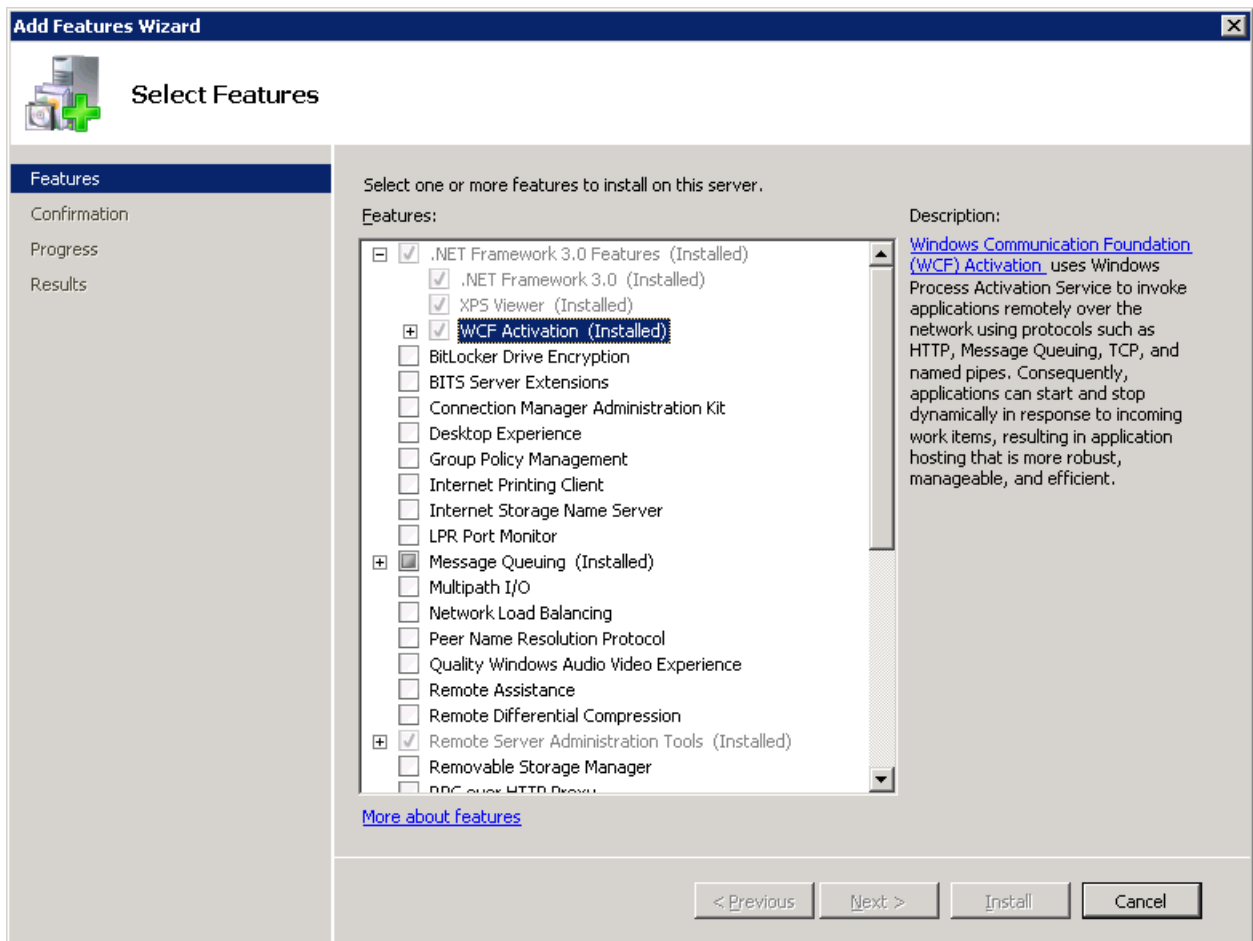 Add Features Wizard
Select Features
Features
Confirmation
Progress
Results
Select one or more features to install on this server.
Features:
.NET Framework 3.0 Features (Installed)
.NET Framework 3.0 (Installed)
XPS Viewer (Installed)
WCF Activation (Installed)
BitLocker Drive Encryption
BITS Server Extensions
Connection Manager Administration Kit
Desktop Experience
Group Policy Management
Internet Printing Client
Internet Storage Name Server
LPR Port Monitor
Message Queuing (Installed)
Multipath I/O
Network Load Balancing
Peer Name Resolution Protocol
Quality Windows Audio Video Experience
Remote Assistance
Remote Differential Compression
Remote Server Administration Tools (Installed)
Removable Storage Manager
RPC over HTTP Proxy
More about features
Description:
Windows Communication Foundation
(WCF) Activation uses Windows
Process Activation Service to invoke
applications remotely over the
network using protocols such as
HTTP, Message Queuing, TCP, and
named pipes. Consequently,
applications can start and stop
dynamically in response to incoming
work items, resulting in application
hosting that is more robust,
manageable, and efficient.
< Previous
Next >
Install
Cancel